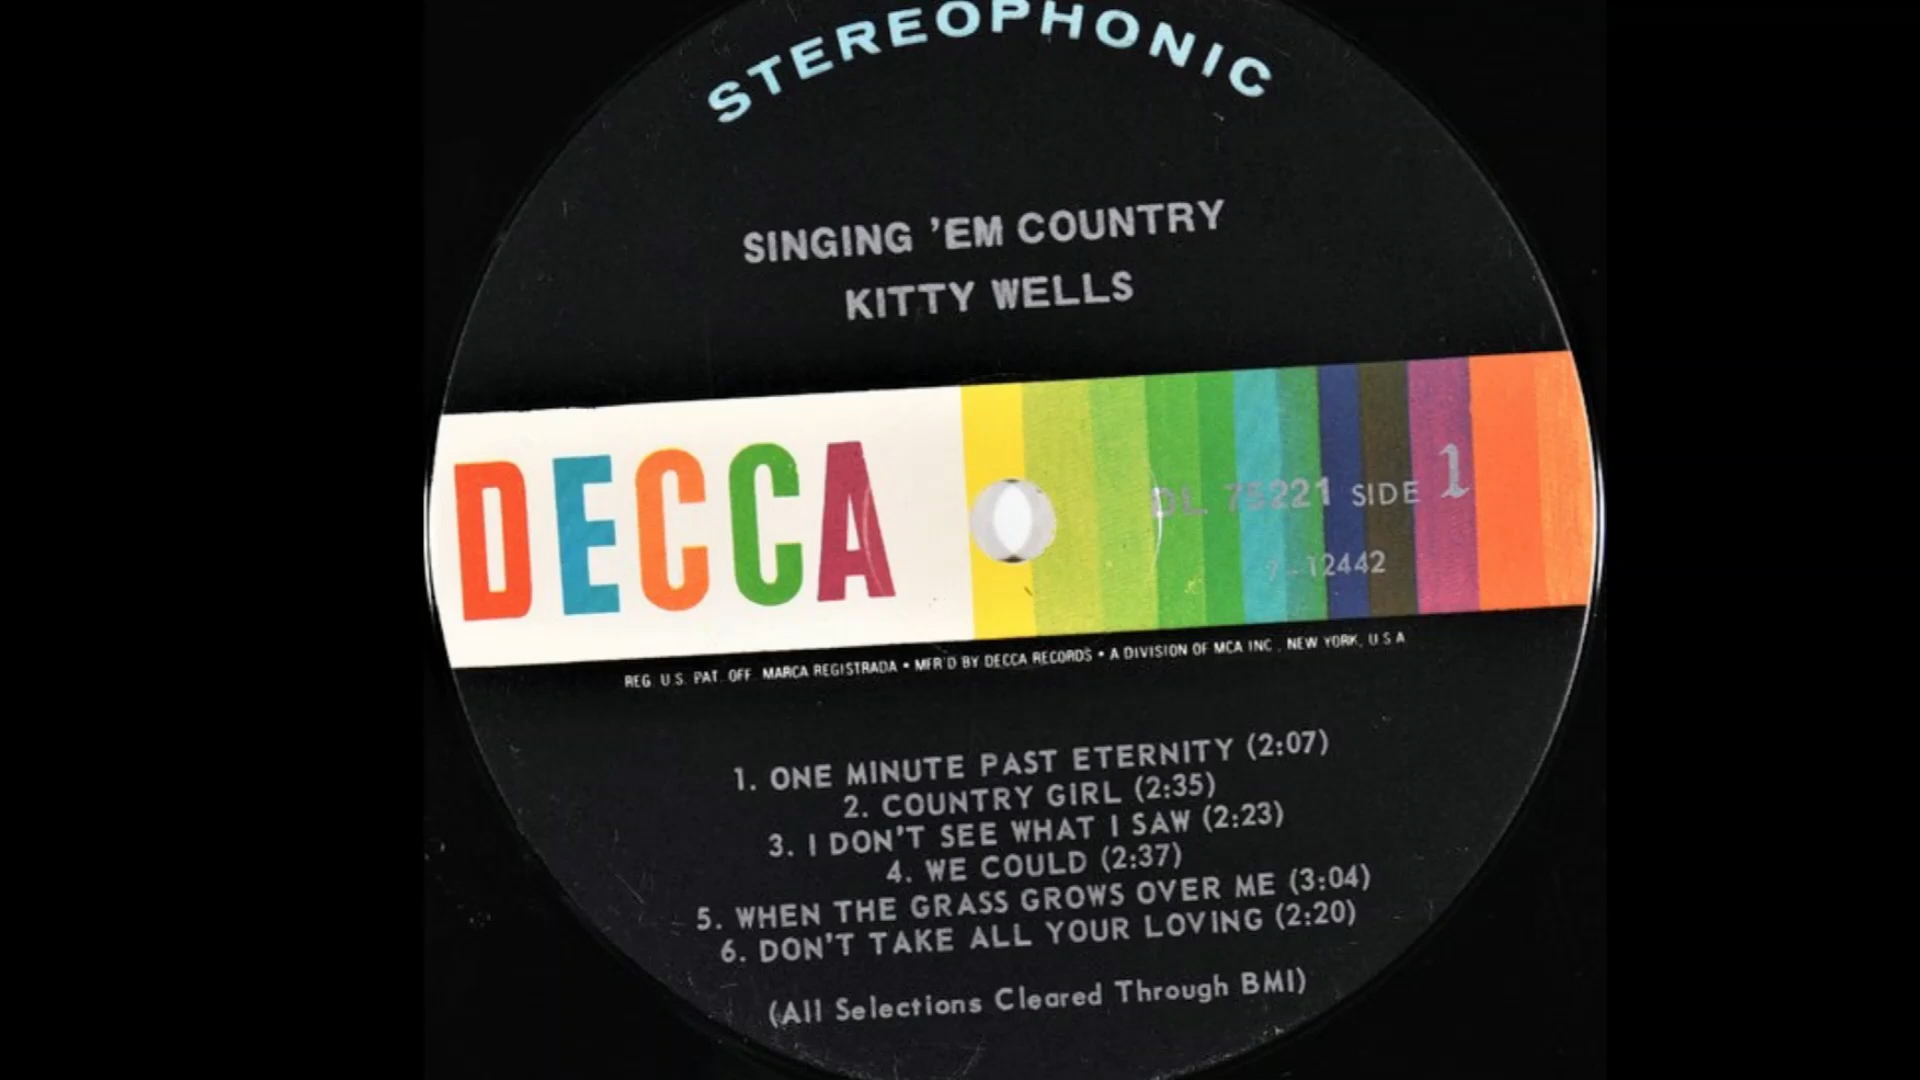 STEREOPHONIC
SINGING 'EM COUNTRY
KITTY WELLS
DECCA
DL 75221 SIDE 1
7-12442
REG. U.S. PAT. OFF. MARCA REGISTRADA • MFR'D BY DECCA RECORDS • A DIVISION OF MCA INC., NEW YORK, U.S.A
1. ONE MINUTE PAST ETERNITY (2:07)
2. COUNTRY GIRL (2:35)
3. I DON'T SEE WHAT I SAW (2:23)
4. WE COULD (2:37)
5. WHEN THE GRASS GROWS OVER ME (3:04)
6. DON'T TAKE ALL YOUR LOVING (2:20)
(All Selections Cleared Through BMI)